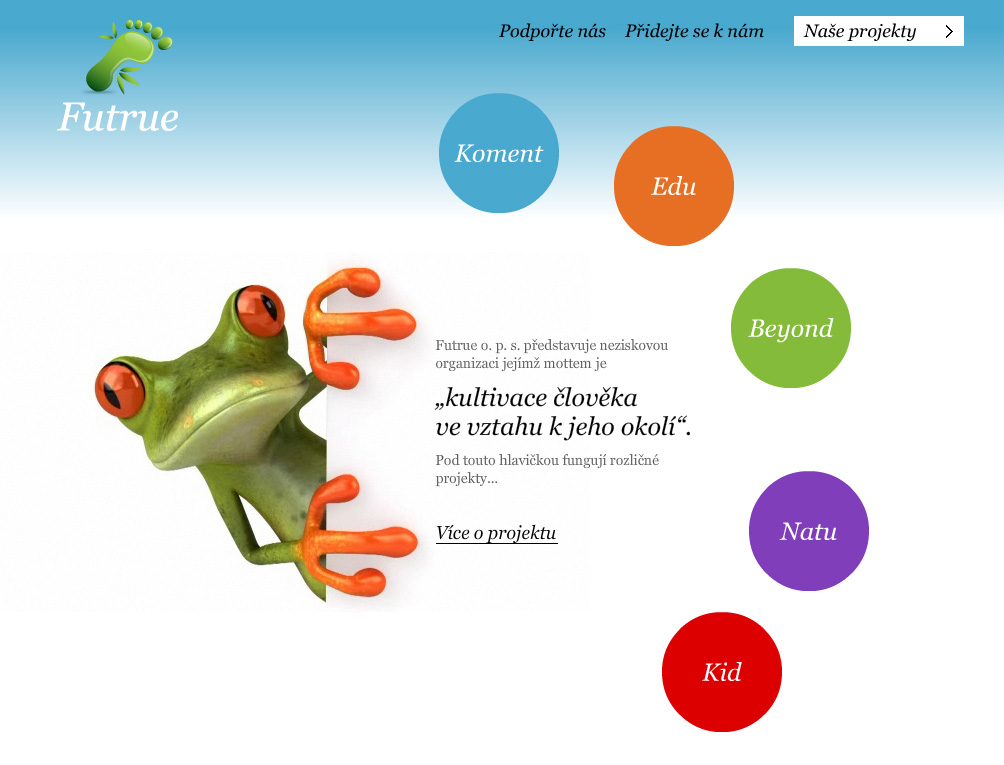 Podpořte nás
Přidejte se k nám
Naše projekty
Futrue
Koment
Edu
Beyond
Futrue o. p. s. představuje neziskovou
organizaci jejímž mottem je
„kultivace člověka
ve vztahu k jeho okolí“.
Pod touto hlavičkou fungují rozličné
projekty...
Více o projektu
Natu
Kid